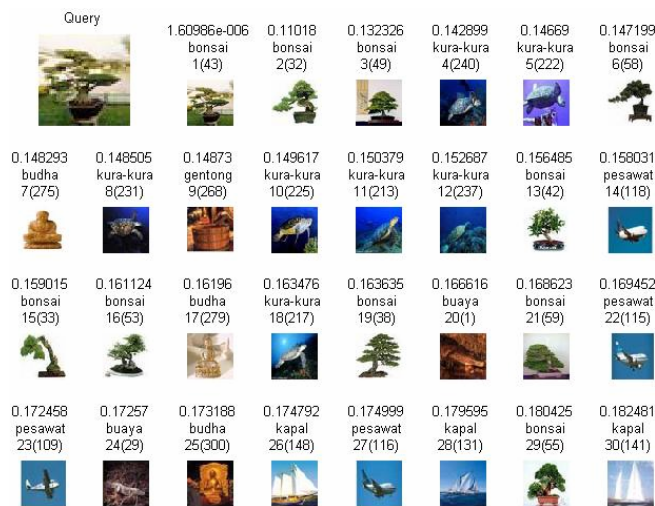 Query
1.60986e-006 0.11018 0.132326 0.142899 0.14669 0.147199
bonsai bonsai bonsai kura-kura kura-kura bonsai
1(43) 2(32) 3(49) 4(240) 5(222) 6(58)
0.148293 0.148505 0.14873 0.149617 0.150379 0.152687 0.156485 0.158031
budha kura-kura gentong kura-kura kura-kura kura-kura bonsai pesawat
7(275) 8(231) 9(268) 10(225) 11(213) 12(237) 13(42) 14(118)
0.159015 0.161124 0.16196 0.163476 0.163635 0.166616 0.168623 0.169452
bonsai bonsai budha kura-kura bonsai buaya bonsai pesawat
15(33) 16(53) 17(279) 18(217) 19(38) 20(1) 21(59) 22(115)
0.172458 0.17257 0.173188 0.174792 0.174999 0.179595 0.180425 0.182481
pesawat buaya budha kapal pesawat kapal bonsai kapal
23(109) 24(29) 25(300) 26(148) 27(116) 28(131) 29(55) 30(141)